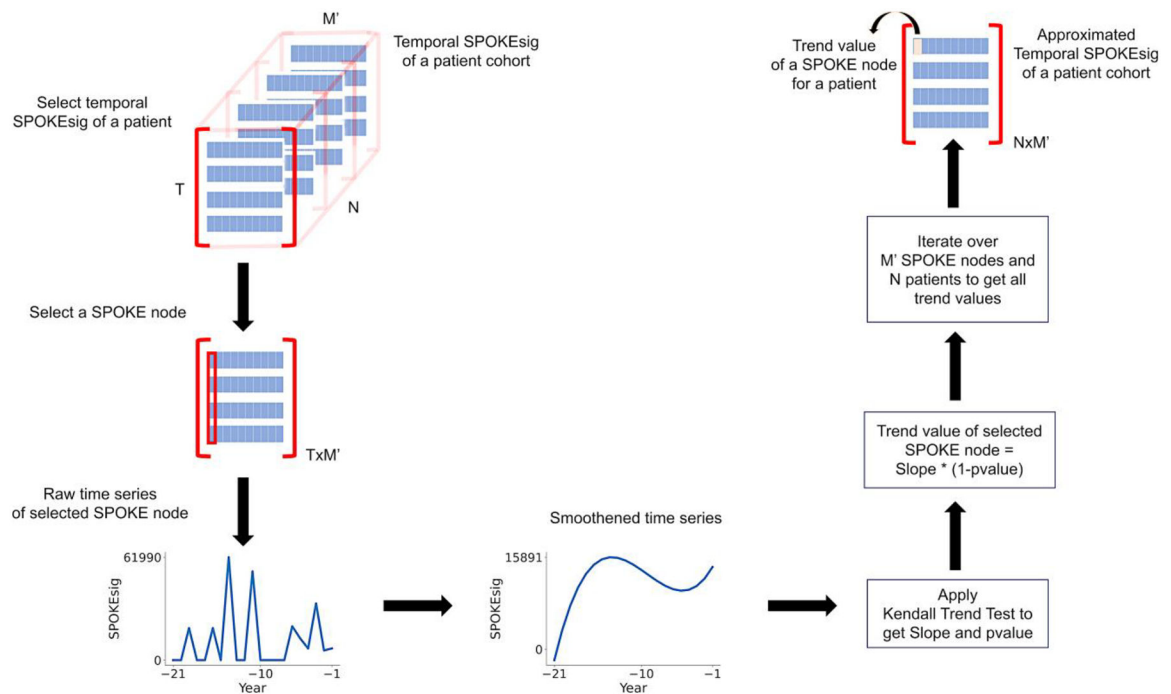 M'
Temporal SPOKEsig
of a patient cohort
Select temporal
SPOKEsig of a patient
T
N
Select a SPOKE node
TxM'
Raw time series
of selected SPOKE node
61990
SPOKEsig
0
−21
−10
−1
Year
Smoothened time series
15891
SPOKEsig
0
−21
−10
−1
Year
Apply
Kendall Trend Test to
get Slope and pvalue
Trend value of selected
SPOKE node =
Slope * (1-pvalue)
Iterate over
M' SPOKE nodes and
N patients to get all
trend values
Trend value
of a SPOKE node
for a patient
Approximated
Temporal SPOKEsig
of a patient cohort
NxM'